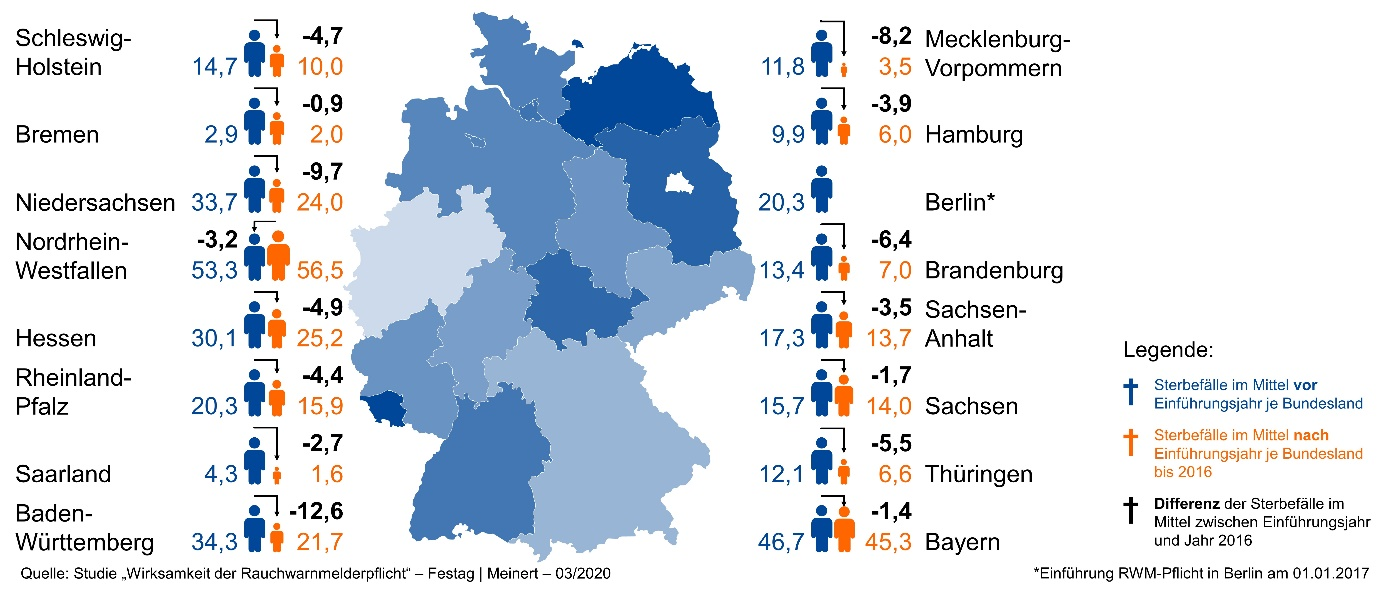 Schleswig-
Holstein
14,7
-4,7
10,0
Bremen
2,9
-0,9
2,0
Niedersachsen
33,7
-9,7
24,0
Nordrhein-
Westfallen
-3,2
53,3
56,5
Hessen
30,1
-4,9
25,2
Rheinland-
Pfalz
20,3
-4,4
15,9
Saarland
4,3
-2,7
1,6
Baden-
Württemberg
34,3
-12,6
21,7
11,8
-8,2
3,5
Mecklenburg-
Vorpommern
9,9
-3,9
6,0
Hamburg
20,3
Berlin*
13,4
-6,4
7,0
Brandenburg
17,3
-3,5
13,7
Sachsen-
Anhalt
15,7
-1,7
14,0
Sachsen
12,1
-5,5
6,6
Thüringen
46,7
-1,4
45,3
Bayern
Legende:
Sterbefälle im Mittel vor
Einführungsjahr je Bundesland
Sterbefälle im Mittel nach
Einführungsjahr je Bundesland
bis 2016
Differenz der Sterbefälle im
Mittel zwischen Einführungsjahr
und Jahr 2016
Quelle: Studie „Wirksamkeit der Rauchwarnmelderpflicht“ – Festag | Meinert – 03/2020
*Einführung RWM-Pflicht in Berlin am 01.01.2017